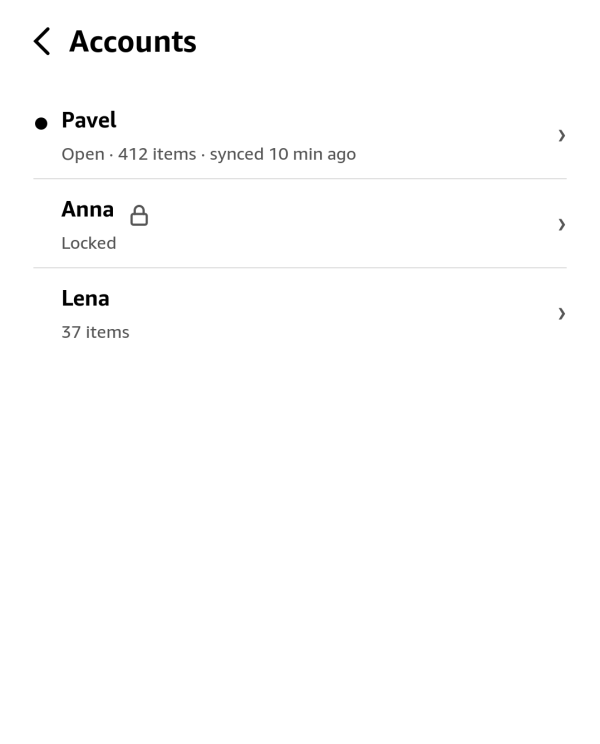 Accounts
Pavel
Open · 412 items · synced 10 min ago
Anna
Locked
Lena
37 items